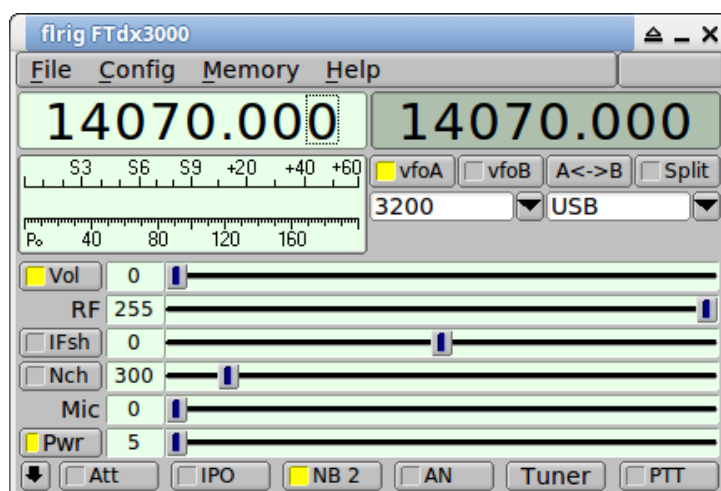 flrig FTdx3000
File Config Memory Help
14070.000 14070.000
S3 S6 S9 +20 +40 +60 vfoA vfoB A<->B Split
3200 USB
Po 40 80 120 160
Vol 0
RF 255
IFsh 0
Nch 300
Mic 0
Pwr 5
Att IPO NB 2 AN Tuner PTT